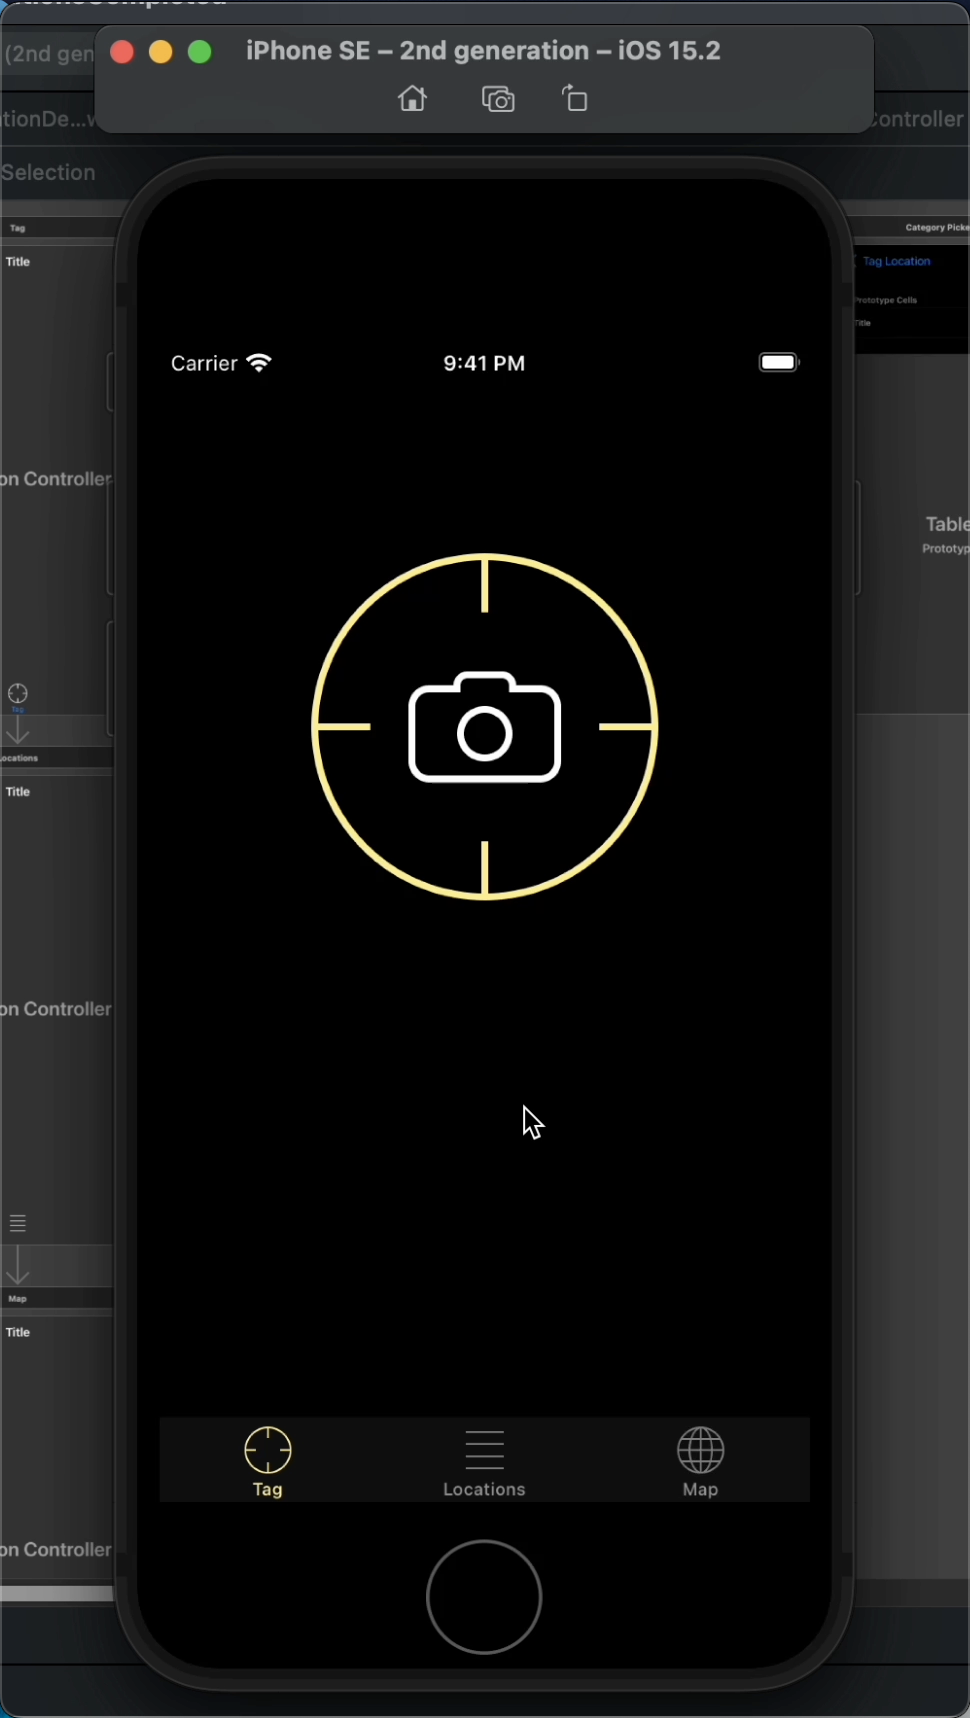 (2nd gen
iPhone SE – 2nd generation – iOS 15.2
Controller
Selection
Tag
Category Picke
Title
Tag Location
Prototype Cells
Title
Carrier
9:41 PM
on Controller
Table
Prototyp
Tag
Locations
Title
on Controller
Map
Title
Tag
Locations
Map
on Controller